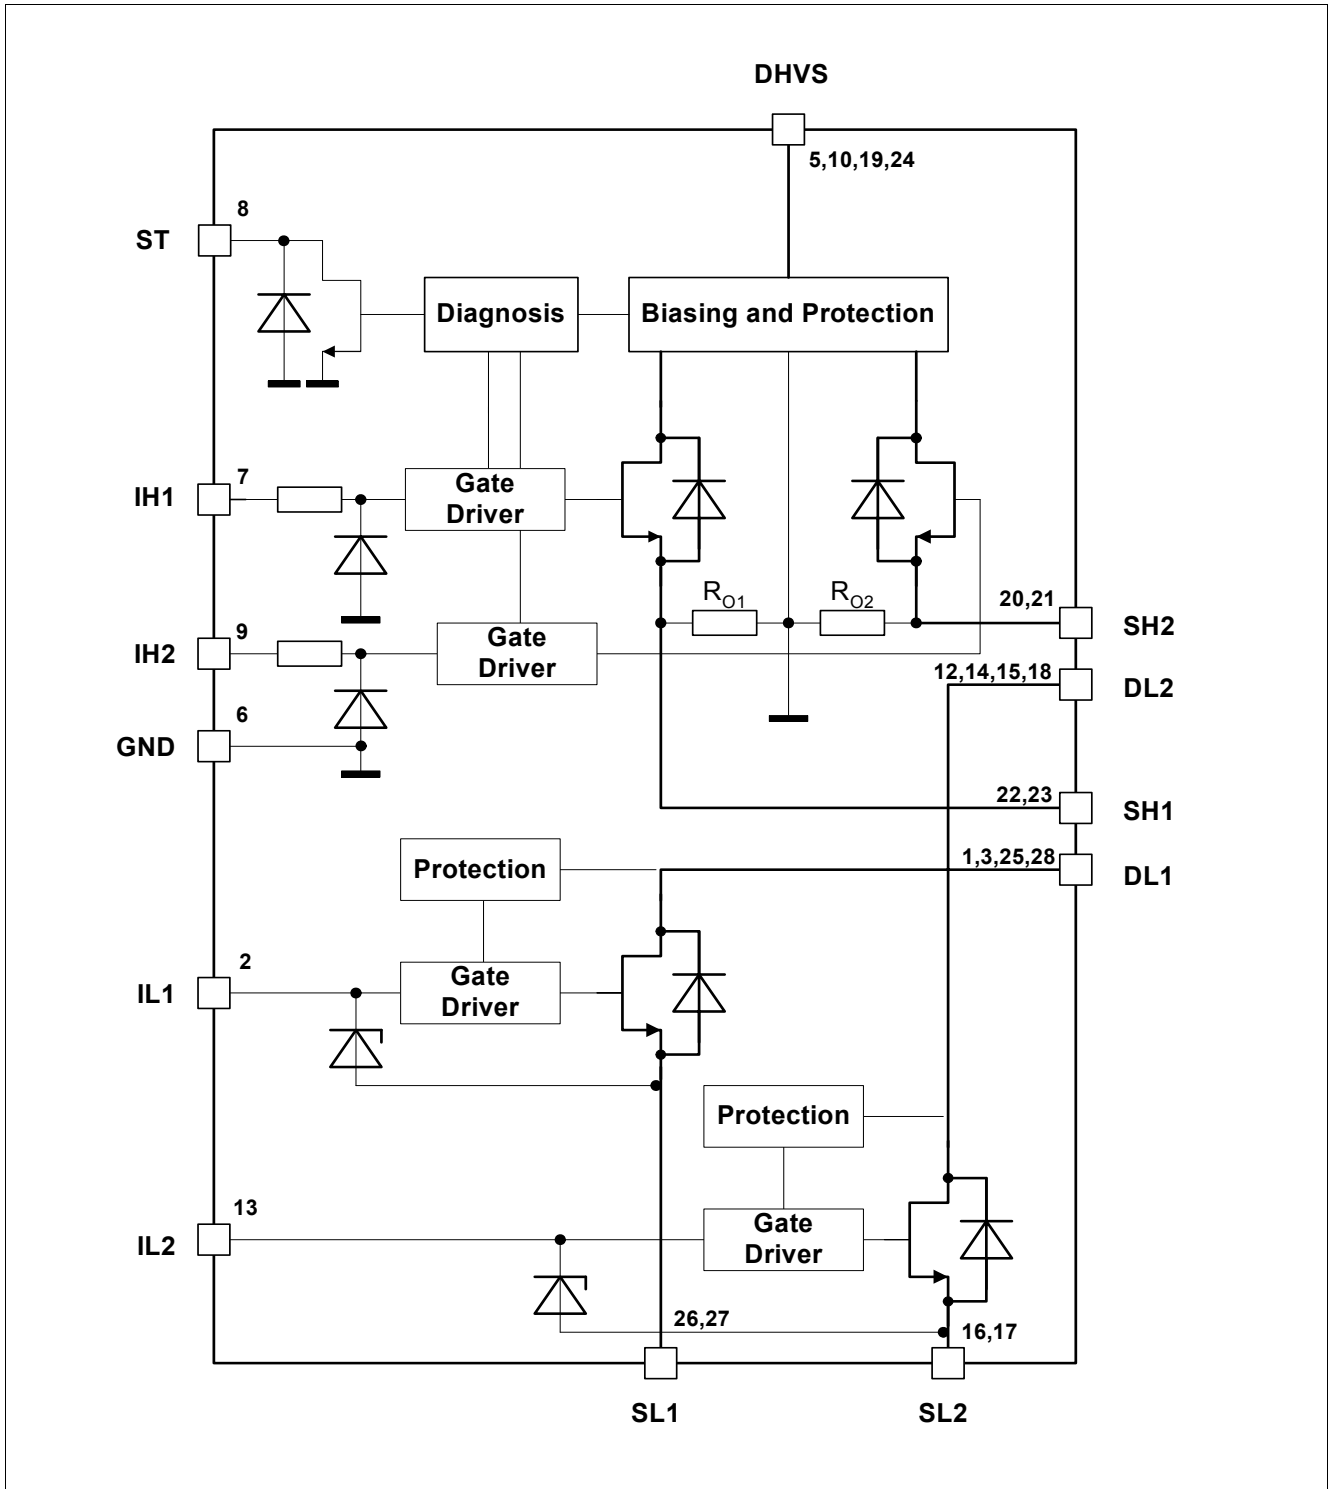 DHVS
5,10,19,24
8
ST
Diagnosis
Biasing and Protection
7
IH1
Gate
Driver
RO1
RO2
20,21
SH2
9
IH2
Gate
Driver
12,14,15,18
DL2
6
GND
22,23
SH1
Protection
1,3,25,28
DL1
2
IL1
Gate
Driver
Protection
13
IL2
Gate
Driver
26,27
16,17
SL1
SL2